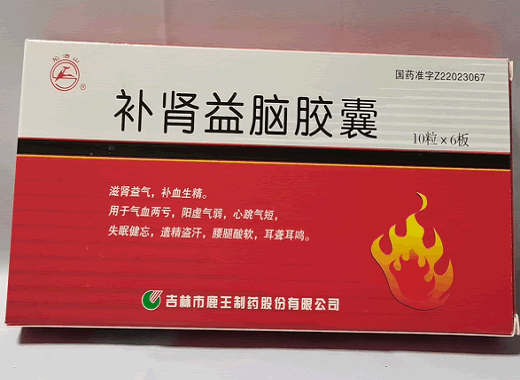 国药准字Z22023067
补肾益脑胶囊
10粒×6板
滋肾益气，补血生精。
用于气血两亏，阳虚气弱，心跳气短，
失眠健忘，遗精盗汗，腰腿酸软，耳聋耳鸣。
吉林市鹿王制药股份有限公司